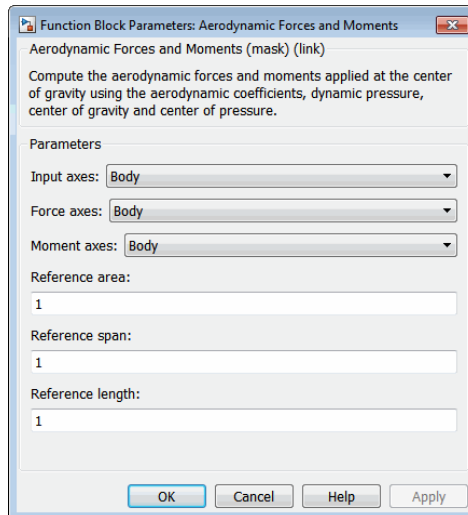 Function Block Parameters: Aerodynamic Forces and Moments
Aerodynamic Forces and Moments (mask) (link)
Compute the aerodynamic forces and moments applied at the center
of gravity using the aerodynamic coefficients, dynamic pressure,
center of gravity and center of pressure.
Parameters
Input axes: Body
Force axes: Body
Moment axes: Body
Reference area:
1
Reference span:
1
Reference length:
1
OK Cancel Help Apply